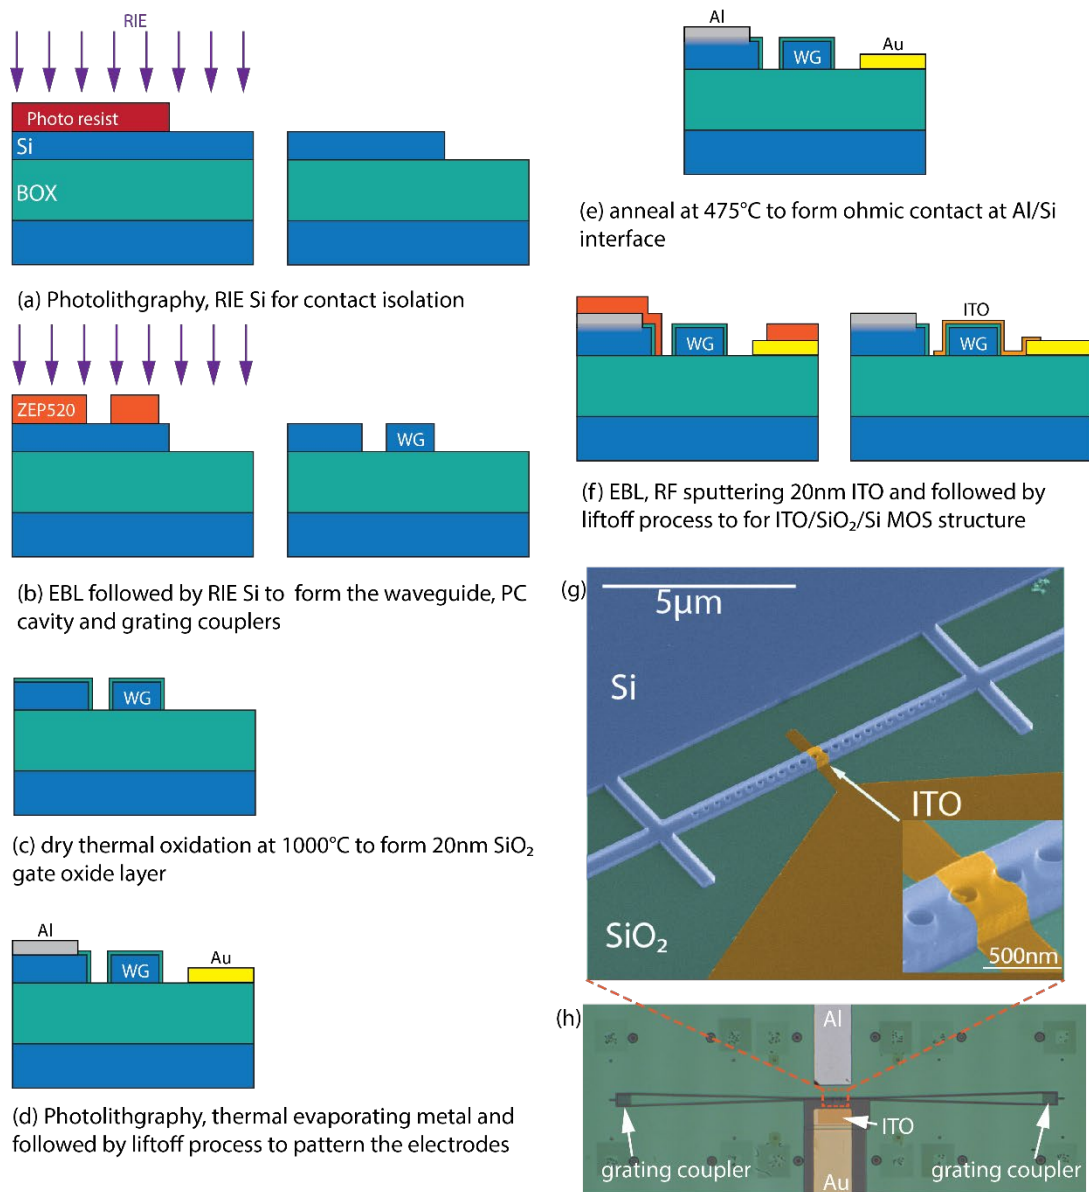 RIE
Photo resist
Si
BOX
(a) Photolithgraphy, RIE Si for contact isolation
ZEP520
WG
(b) EBL followed by RIE Si to form the waveguide, PC
cavity and grating couplers
WG
(c) dry thermal oxidation at 1000°C to form 20nm SiO₂
gate oxide layer
Al
WG
Au
(d) Photolithgraphy, thermal evaporating metal and
followed by liftoff process to pattern the electrodes
Al
WG
Au
(e) anneal at 475°C to form ohmic contact at Al/Si
interface
WG
ITO
WG
(f) EBL, RF sputtering 20nm ITO and followed by
liftoff process to for ITO/SiO₂/Si MOS structure
(g)
5μm
Si
ITO
SiO₂
500nm
(h)
Al
ITO
grating coupler
grating coupler
Au